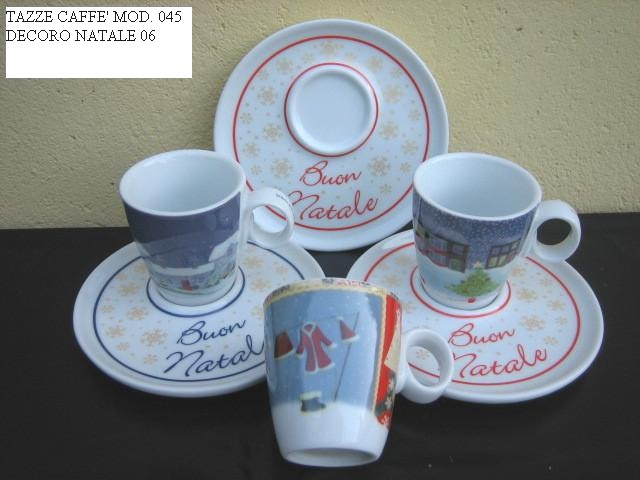 TAZZE CAFFE' MOD. 045
DECORO NATALE 06
Buon
Natale
Buon
Natale
Buon
Natale